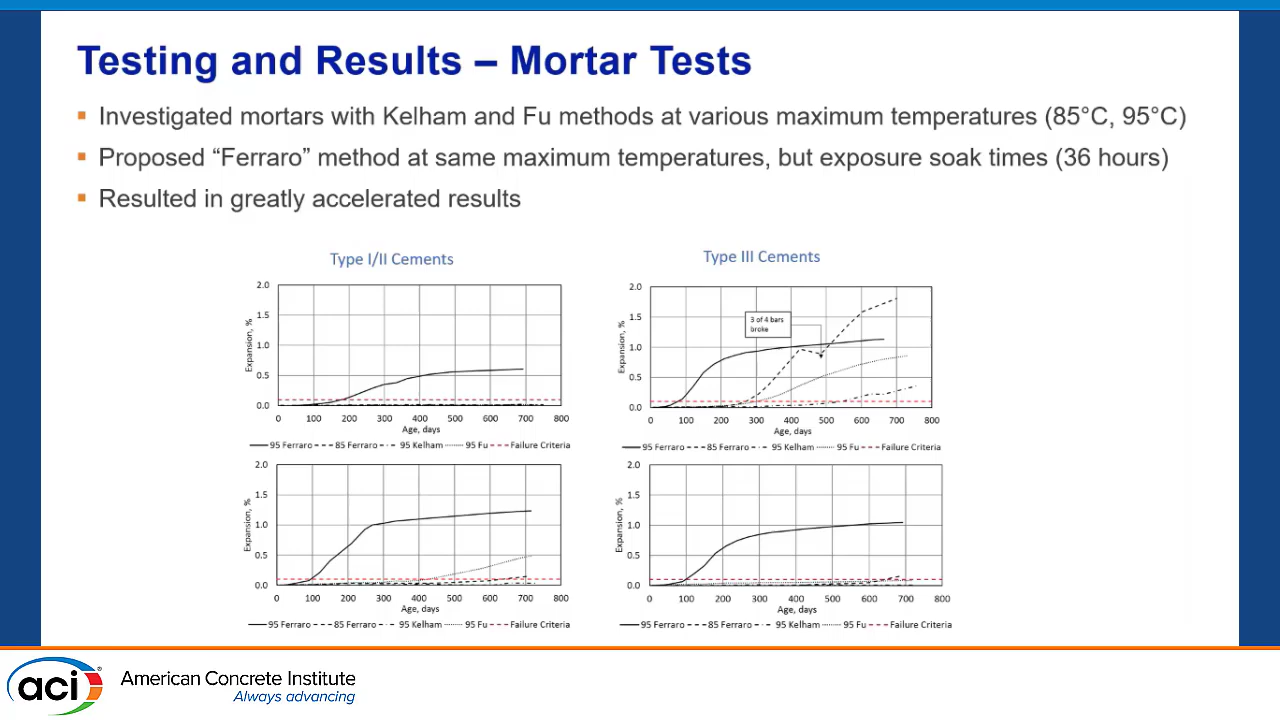 Testing and Results – Mortar Tests
▪ Investigated mortars with Kelham and Fu methods at various maximum temperatures (85°C, 95°C)
▪ Proposed “Ferraro” method at same maximum temperatures, but exposure soak times (36 hours)
▪ Resulted in greatly accelerated results
Type I/II Cements
2.0
1.5
1.0
0.5
0.0
Expansion, %
0 100 200 300 400 500 600 700 800
Age, days
95 Ferraro 85 Ferraro 95 Kelham 95 Fu Failure Criteria
2.0
1.5
1.0
0.5
0.0
Expansion, %
0 100 200 300 400 500 600 700 800
Age, days
95 Ferraro 85 Ferraro 95 Kelham 95 Fu Failure Criteria
Type III Cements
2.0
1.5
1.0
0.5
0.0
Expansion, %
3 of 4 bars
broke
0 100 200 300 400 500 600 700 800
Age, days
95 Ferraro 85 Ferraro 95 Kelham 95 Fu Failure Criteria
2.0
1.5
1.0
0.5
0.0
Expansion, %
0 100 200 300 400 500 600 700 800
Age, days
95 Ferraro 85 Ferraro 95 Kelham 95 Fu Failure Criteria
aci®
American Concrete Institute
Always advancing